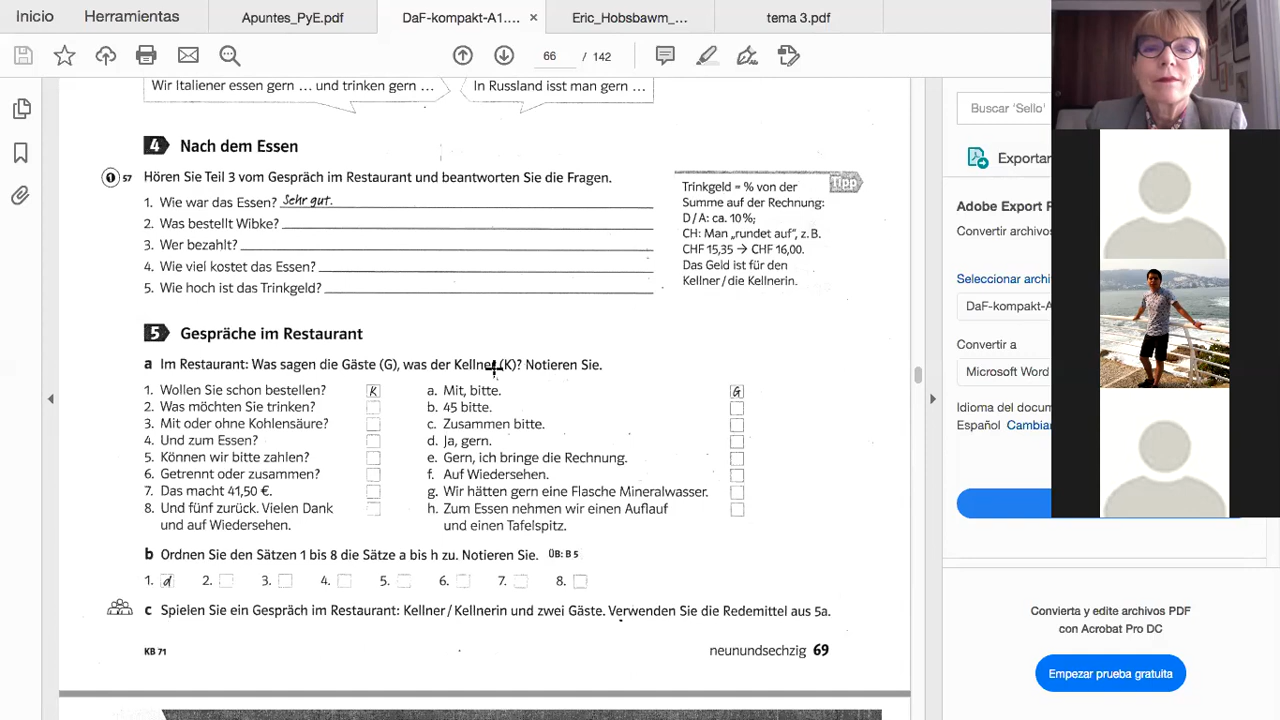 Inicio
Herramientas
Apuntes_PyE.pdf
DaF-kompakt-A1....
×
Eric_Hobsbawm_...
tema 3.pdf
66 / 142
Wir Italiener essen gern … und trinken gern …
In Russland isst man gern …
4 Nach dem Essen
57 Hören Sie Teil 3 vom Gespräch im Restaurant und beantworten Sie die Fragen.
1. Wie war das Essen? Sehr gut.
2. Was bestellt Wibke?
3. Wer bezahlt?
4. Wie viel kostet das Essen?
5. Wie hoch ist das Trinkgeld?
Tipp
Trinkgeld = % von der
Summe auf der Rechnung:
D / A: ca. 10 %;
CH: Man „rundet auf“, z. B.
CHF 15,35 → CHF 16,00.
Das Geld ist für den
Kellner / die Kellnerin.
5 Gespräche im Restaurant
a Im Restaurant: Was sagen die Gäste (G), was der Kellner (K)? Notieren Sie.
1. Wollen Sie schon bestellen? K
2. Was möchten Sie trinken?
3. Mit oder ohne Kohlensäure?
4. Und zum Essen?
5. Können wir bitte zahlen?
6. Getrennt oder zusammen?
7. Das macht 41,50 €.
8. Und fünf zurück. Vielen Dank
und auf Wiedersehen.
a. Mit, bitte. G
b. 45 bitte.
c. Zusammen bitte.
d. Ja, gern.
e. Gern, ich bringe die Rechnung.
f. Auf Wiedersehen.
g. Wir hätten gern eine Flasche Mineralwasser.
h. Zum Essen nehmen wir einen Auflauf
und einen Tafelspitz.
b Ordnen Sie den Sätzen 1 bis 8 die Sätze a bis h zu. Notieren Sie. ÜB: B 5
1. d 2. 3. 4. 5. 6. 7. 8.
c Spielen Sie ein Gespräch im Restaurant: Kellner / Kellnerin und zwei Gäste. Verwenden Sie die Redemittel aus 5a.
KB 71
neunundsechzig 69
Buscar 'Sello'
Exportar
Adobe Export P
Convertir archivos
Seleccionar archi
DaF-kompakt-A1
Convertir a
Microsoft Word
Idioma del docum
Español Cambiar
Convierta y edite archivos PDF
con Acrobat Pro DC
Empezar prueba gratuita